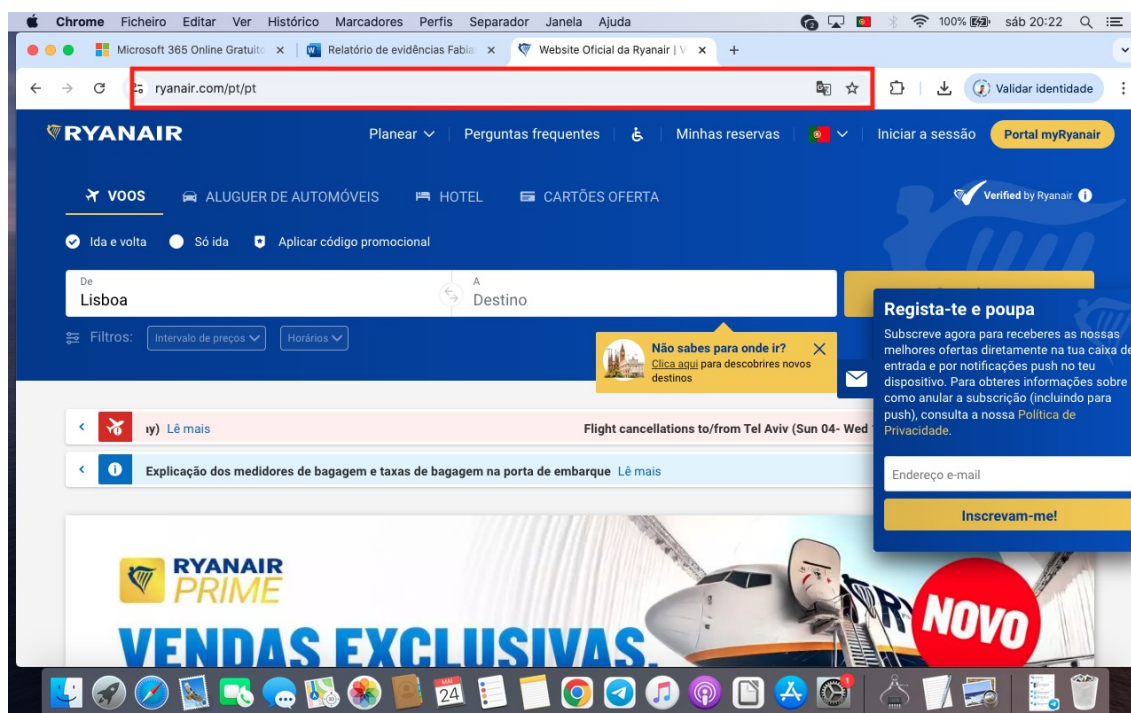 Chrome Ficheiro Editar Ver Histórico Marcadores Perfis Separador Janela Ajuda 100% sáb 20:22
Microsoft 365 Online Gratuito Relatório de evidências Fabia Website Oficial da Ryanair | V
ryanair.com/pt/pt Validar identidade
RYANAIR Planear Perguntas frequentes Minhas reservas Iniciar a sessão Portal myRyanair
VOOS ALUGUER DE AUTOMÓVEIS HOTEL CARTÕES OFERTA Verified by Ryanair
Ida e volta Só ida Aplicar código promocional
De A
Lisboa Destino
Filtros: Intervalo de preços Horários
Não sabes para onde ir?
Clica aqui para descobrires novos
destinos
Regista-te e poupa
Subscreve agora para receberes as nossas
melhores ofertas diretamente na tua caixa de
entrada e por notificações push no teu
dispositivo. Para obteres informações sobre
como anular a subscrição (incluindo para
push), consulta a nossa Política de
Privacidade.
Endereço e-mail
Inscrevam-me!
Lê mais Flight cancellations to/from Tel Aviv (Sun 04- Wed
Explicação dos medidores de bagagem e taxas de bagagem na porta de embarque Lê mais
RYANAIR
PRIME
VENDAS EXCLUSIVAS.
NOVO
MAI
24
1